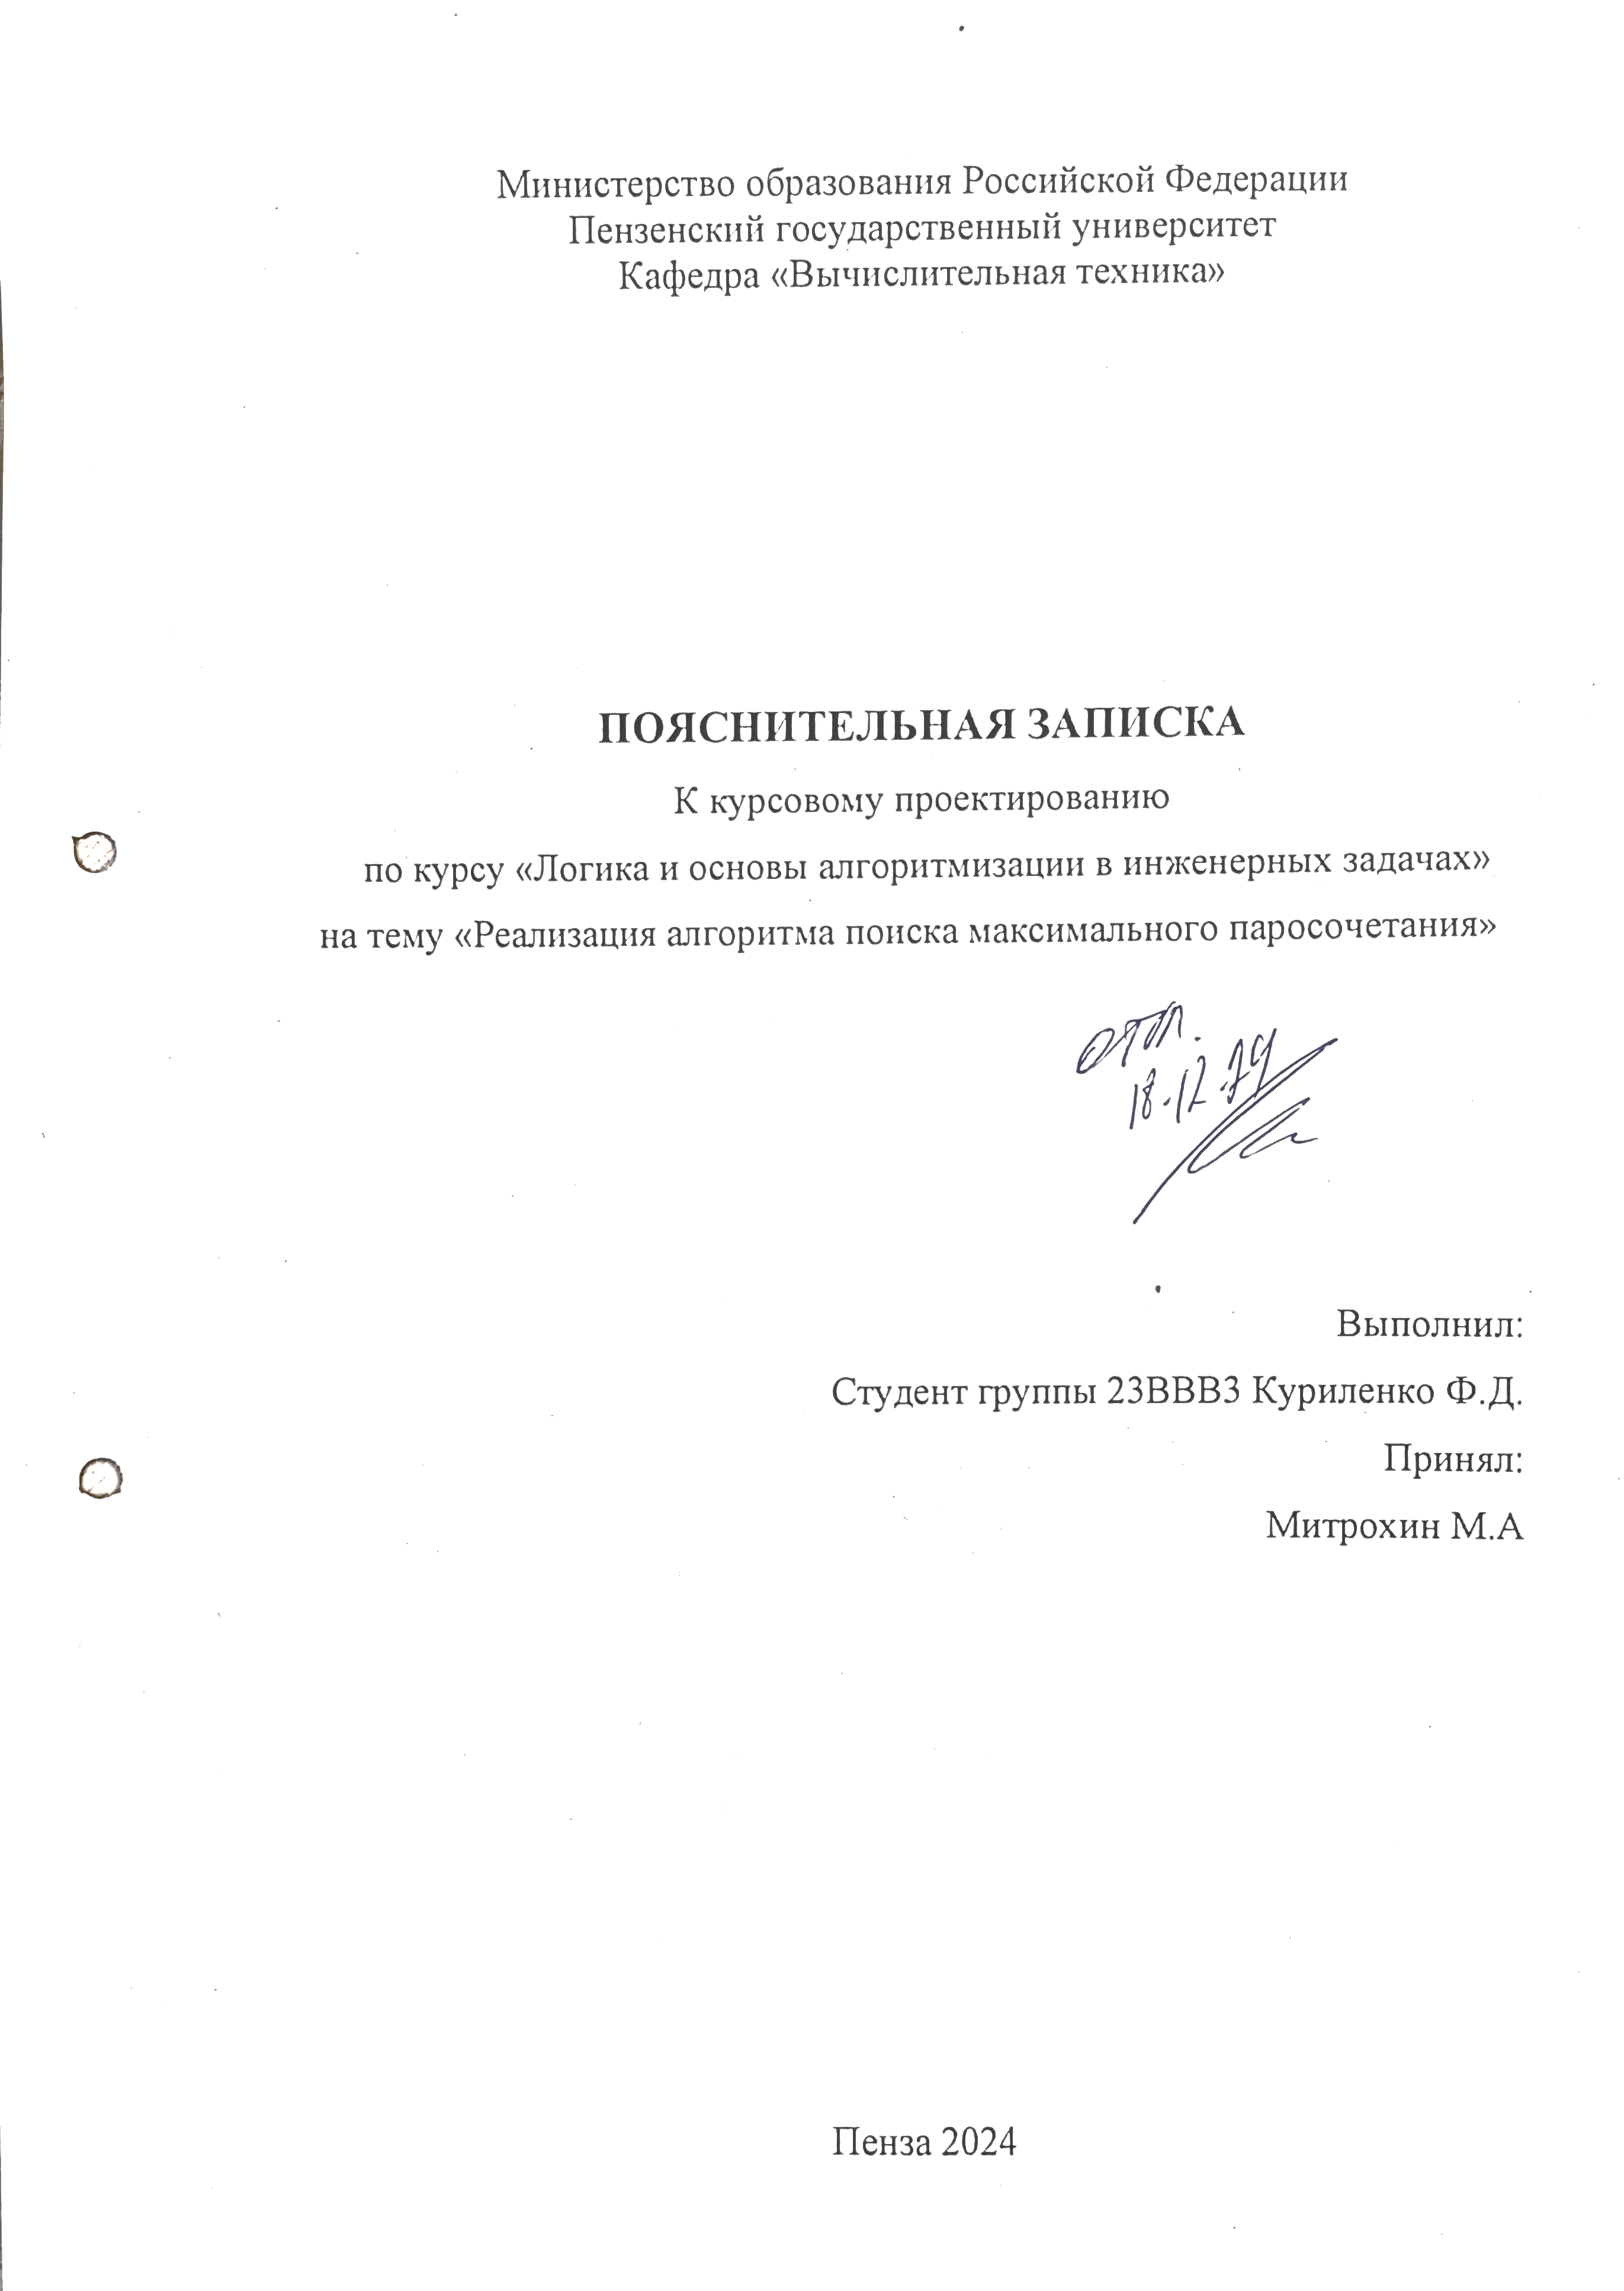 Министерство образования Российской Федерации
Пензенский государственный университет
Кафедра «Вычислительная техника»
ПОЯСНИТЕЛЬНАЯ ЗАПИСКА
К курсовому проектированию
по курсу «Логика и основы алгоритмизации в инженерных задачах»
на тему «Реализация алгоритма поиска максимального паросочетания»
отл.
18.12.24
Выполнил:
Студент группы 23ВВВ3 Куриленко Ф.Д.
Принял:
Митрохин М.А
Пенза 2024